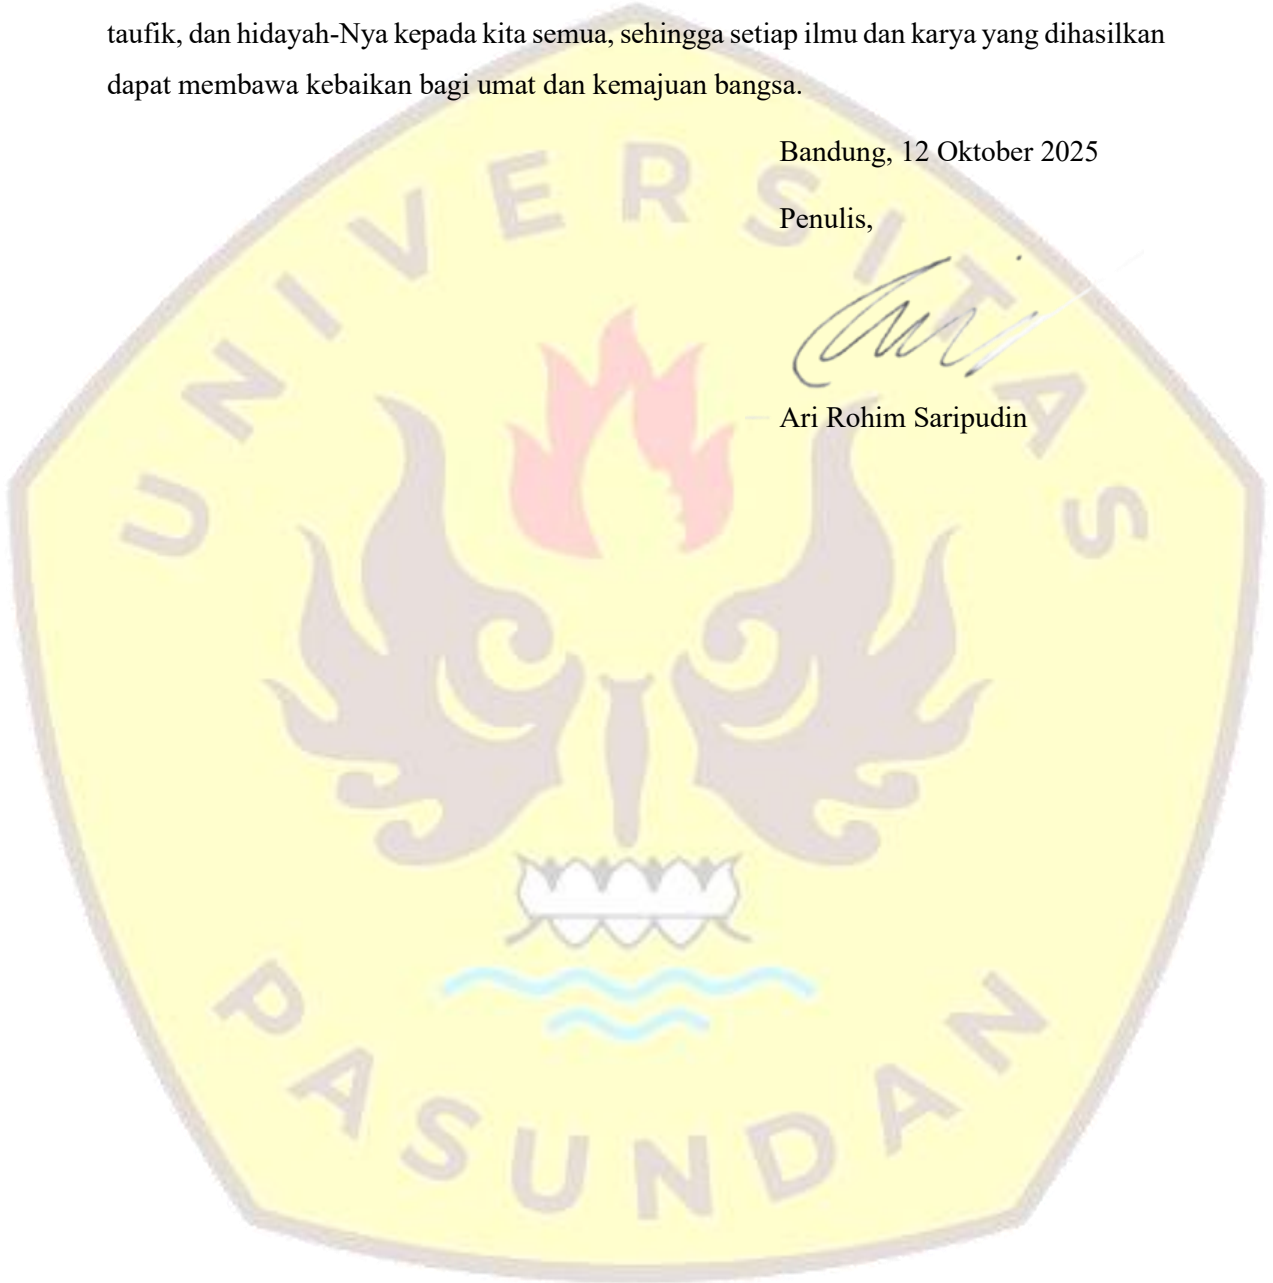 taufik, dan hidayah-Nya kepada kita semua, sehingga setiap ilmu dan karya yang dihasilkan
dapat membawa kebaikan bagi umat dan kemajuan bangsa.
Bandung, 12 Oktober 2025
Penulis,
Ari Rohim Saripudin
UNIVERSITAS
PASUNDAN